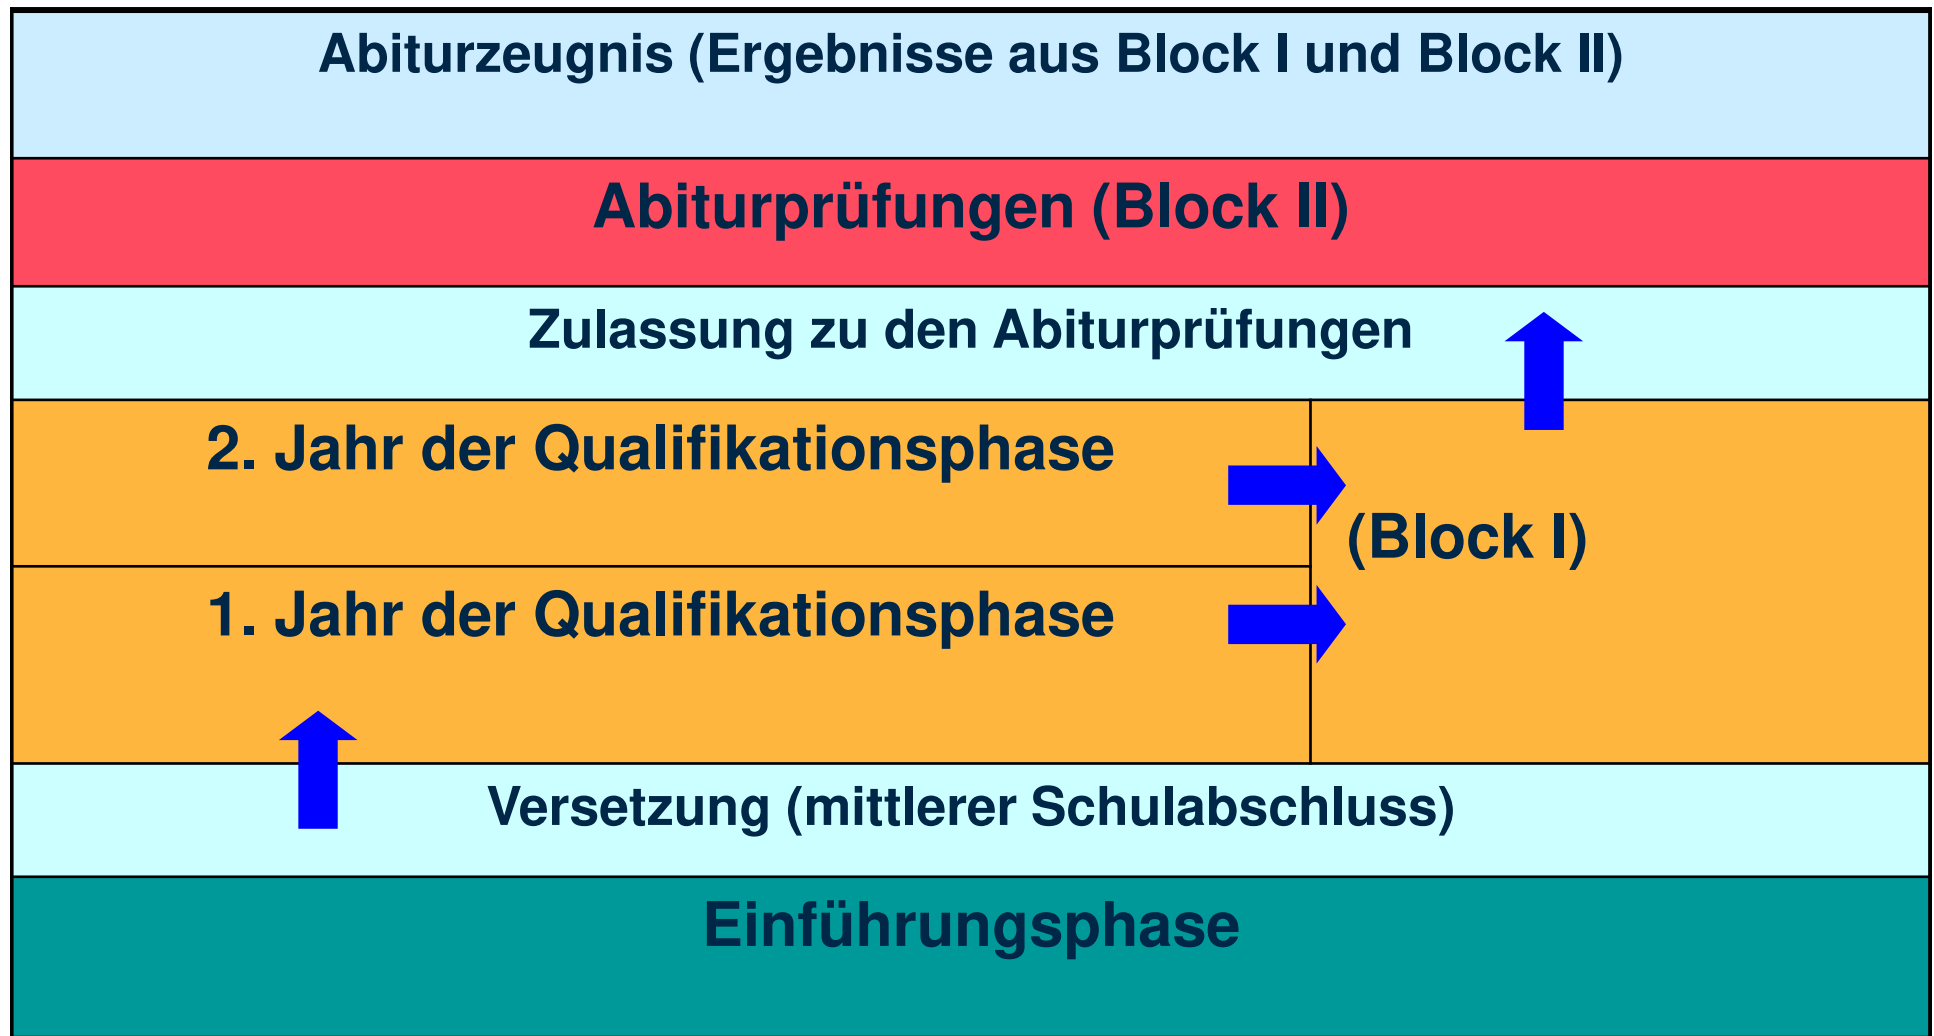 Abiturzeugnis (Ergebnisse aus Block I und Block II)
Abiturprüfungen (Block II)
Zulassung zu den Abiturprüfungen
2. Jahr der Qualifikationsphase
(Block I)
1. Jahr der Qualifikationsphase
Versetzung (mittlerer Schulabschluss)
Einführungsphase